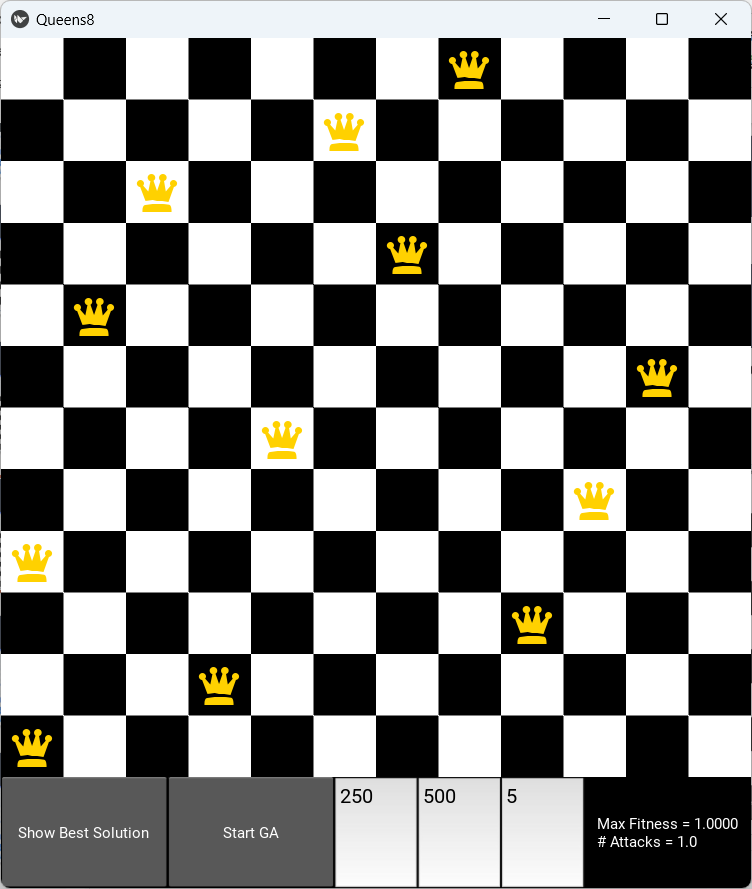 Queens8
Show Best Solution
Start GA
250
500
5
Max Fitness = 1.0000
# Attacks = 1.0